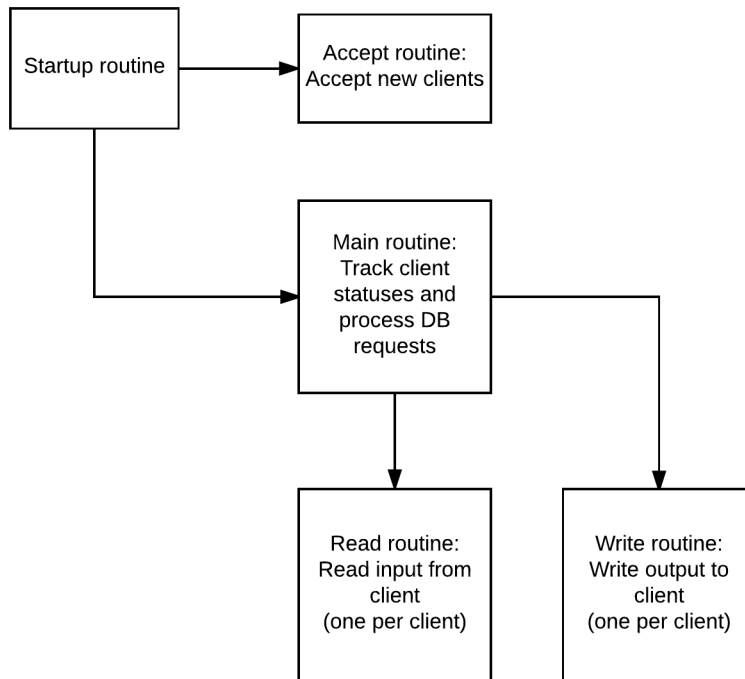 Startup routine
Accept routine:
Accept new clients
Main routine:
Track client
statuses and
process DB
requests
Read routine:
Read input from
client
(one per client)
Write routine:
Write output to
client
(one per client)